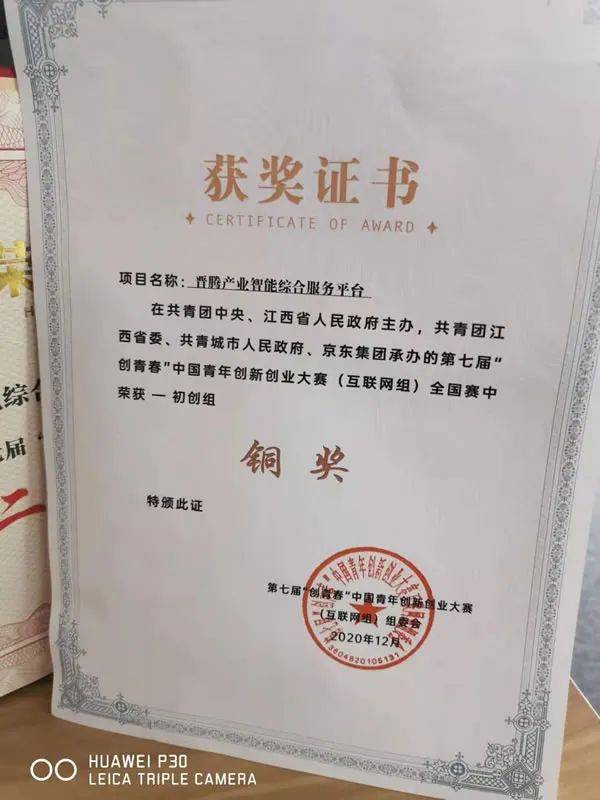 获奖证书
CERTIFICATE OF AWARD
项目名称：晋腾产业智能综合服务平台
在共青团中央、江西省人民政府主办，共青团江
西省委、共青城市人民政府、京东集团承办的第七届“
创青春”中国青年创新创业大赛（互联网组）全国赛中
荣获 — 初创组
铜奖
特颁此证
第七届“创青春”中国青年创新创业大赛
（互联网组）组委会
2020年12月
3604820105131
综合
届
二
HUAWEI P30
LEICA TRIPLE CAMERA